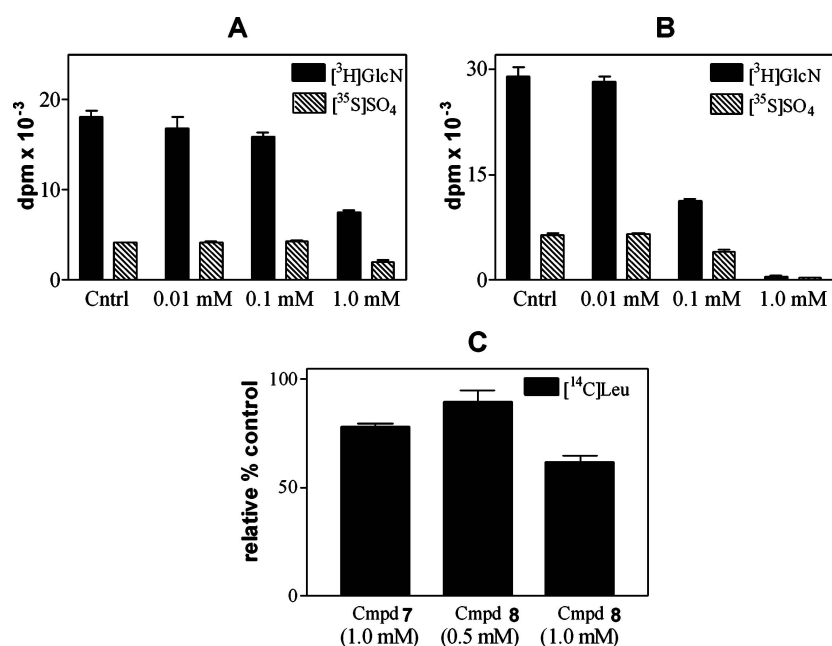 A
[³H]GlcN
[³⁵S]SO₄
dpm x 10⁻³
20
10
0
Cntrl 0.01 mM 0.1 mM 1.0 mM
B
[³H]GlcN
[³⁵S]SO₄
dpm x 10⁻³
30
15
0
Cntrl 0.01 mM 0.1 mM 1.0 mM
C
[¹⁴C]Leu
relative % control
100
50
0
Cmpd 7 Cmpd 8 Cmpd 8
(1.0 mM) (0.5 mM) (1.0 mM)